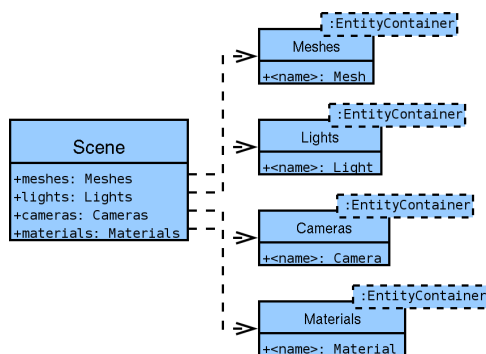 :EntityContainer
Meshes
+<name>: Mesh
:EntityContainer
Lights
+<name>: Light
Scene
+meshes: Meshes
+lights: Lights
+cameras: Cameras
+materials: Materials
:EntityContainer
Cameras
+<name>: Camera
:EntityContainer
Materials
+<name>: Material